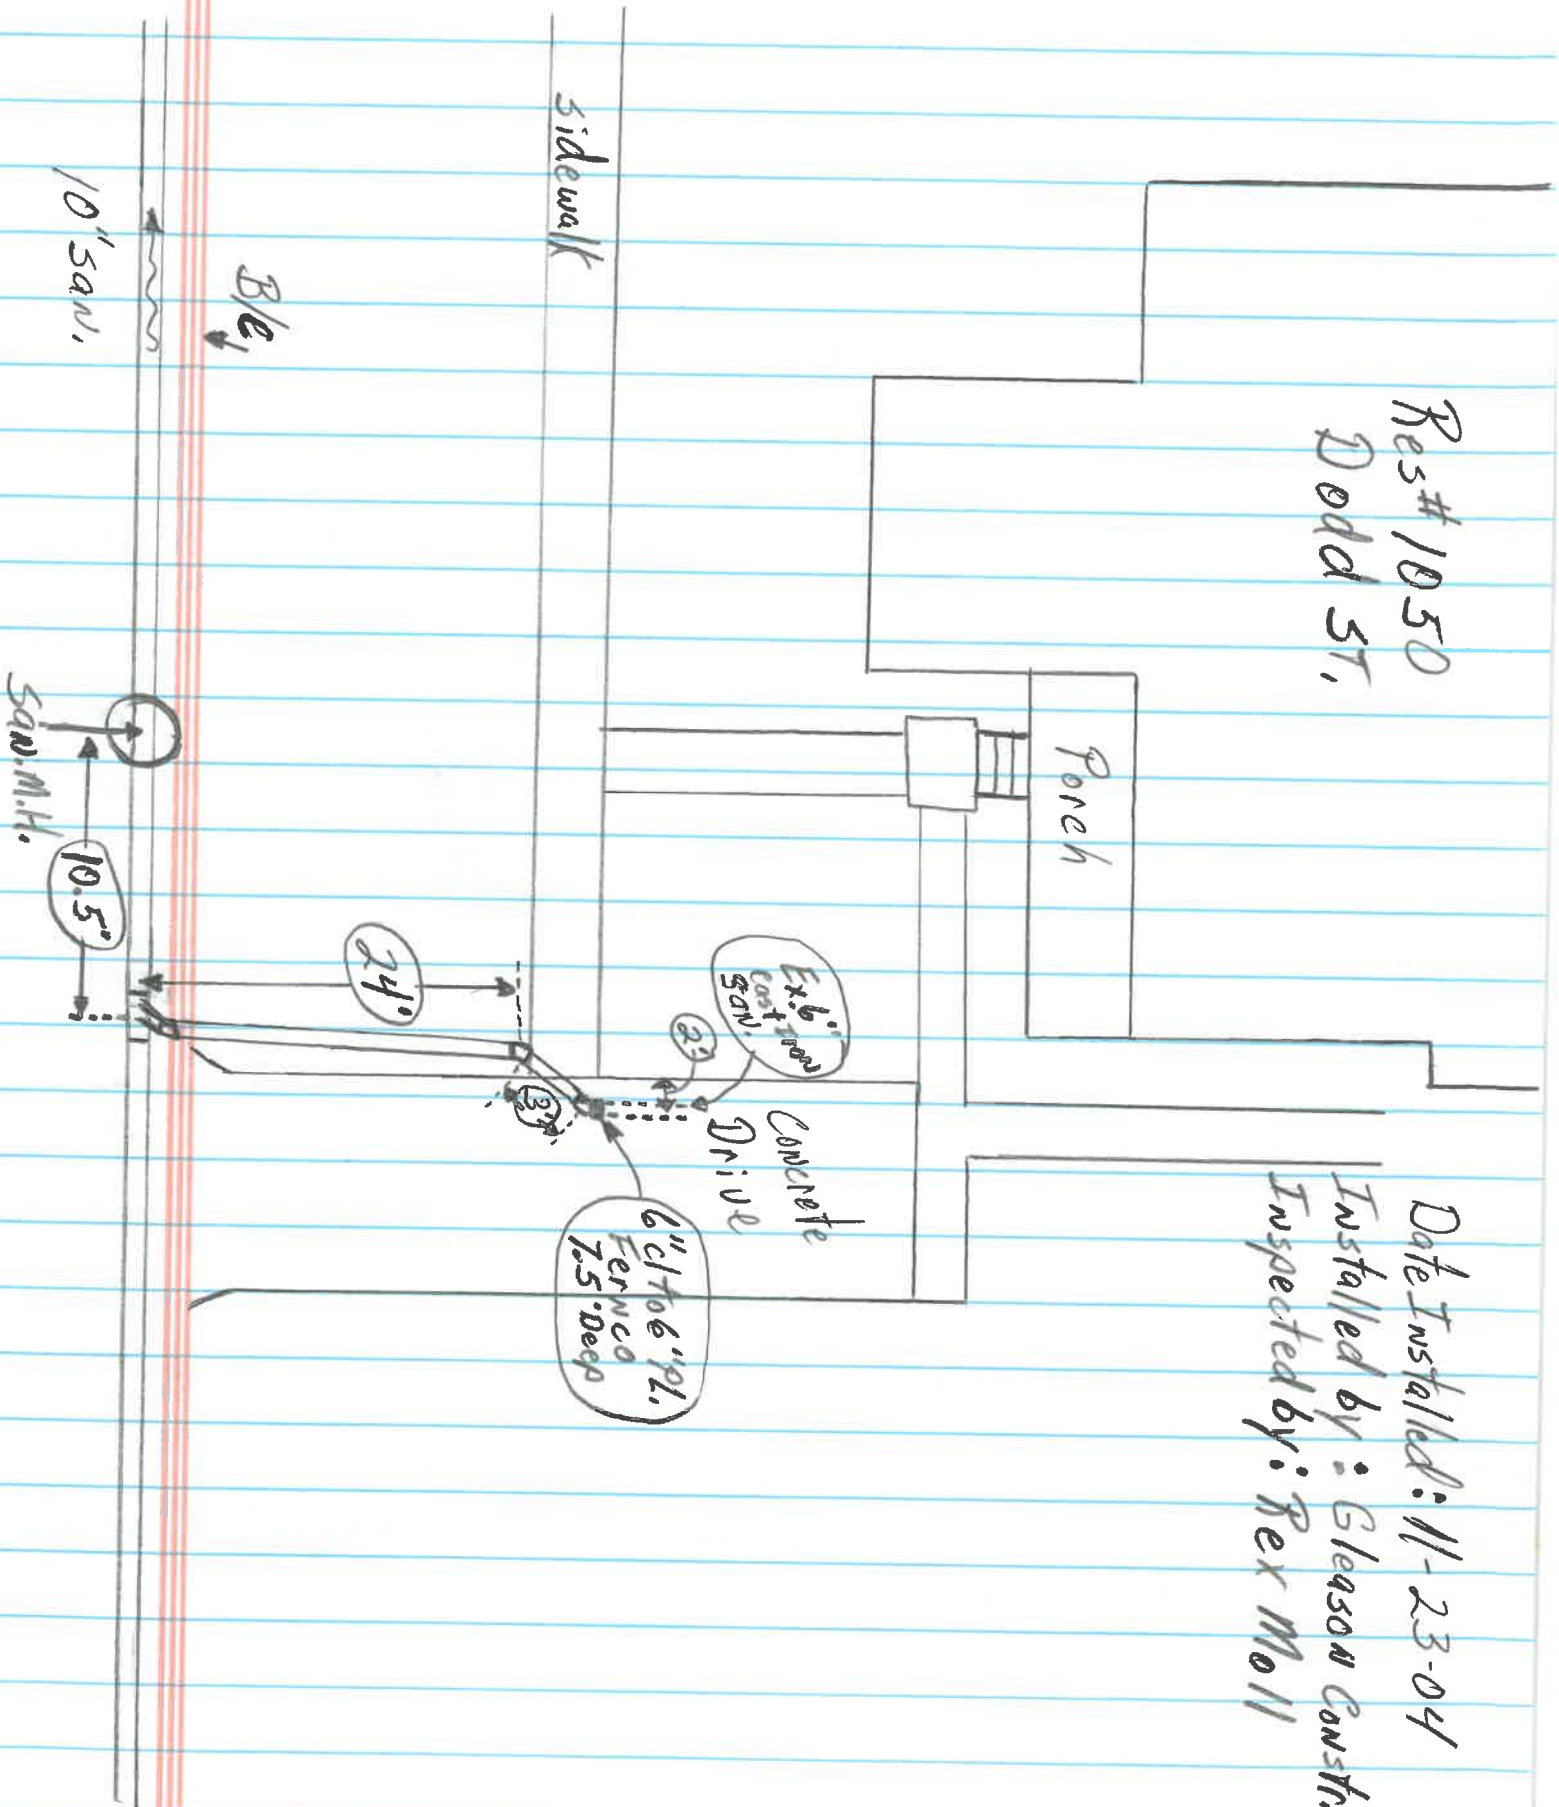 Res# 1050
Dodd ST.
Date Installed: 11-23-04
Installed by: Gleason Constr.
Inspected by: Rex Moll
Porch
Concrete
Drive
Ex. 6"
cast iron
san.
2'
6" CI to 6" PL.
Fernco
7.5' Deep
Sidewalk
3'
24'
B/c
10" san.
10.5'
San. M.H.